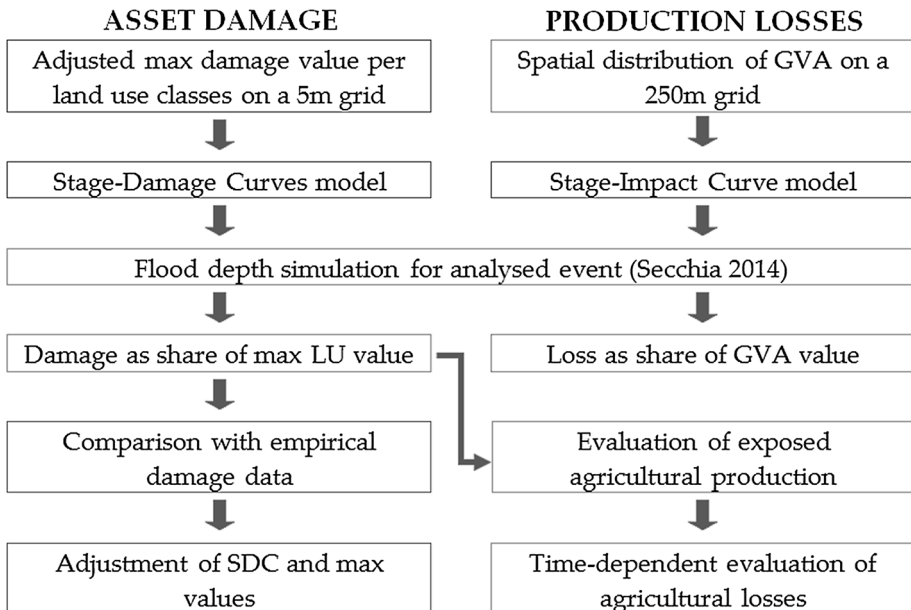 ASSET DAMAGE
Adjusted max damage value per
land use classes on a 5m grid
Stage-Damage Curves model
PRODUCTION LOSSES
Spatial distribution of GVA on a
250m grid
Stage-Impact Curve model
Flood depth simulation for analysed event (Secchia 2014)
Damage as share of max LU value
Comparison with empirical
damage data
Adjustment of SDC and max
values
Loss as share of GVA value
Evaluation of exposed
agricultural production
Time-dependent evaluation of
agricultural losses